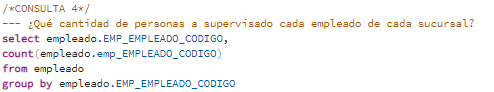 /*CONSULTA 4*/
--- ¿Qué cantidad de personas a supervisado cada empleado de cada sucursal?
select empleado.EMP_EMPLEADO_CODIGO,
count(empleado.emp_EMPLEADO_CODIGO)
from empleado
group by empleado.EMP_EMPLEADO_CODIGO